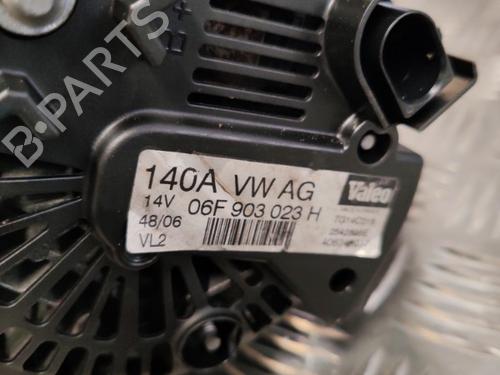 B-PARTS
B+
140A VW AG
Valeo
14V 06F 903 023 H
48/06
VL2